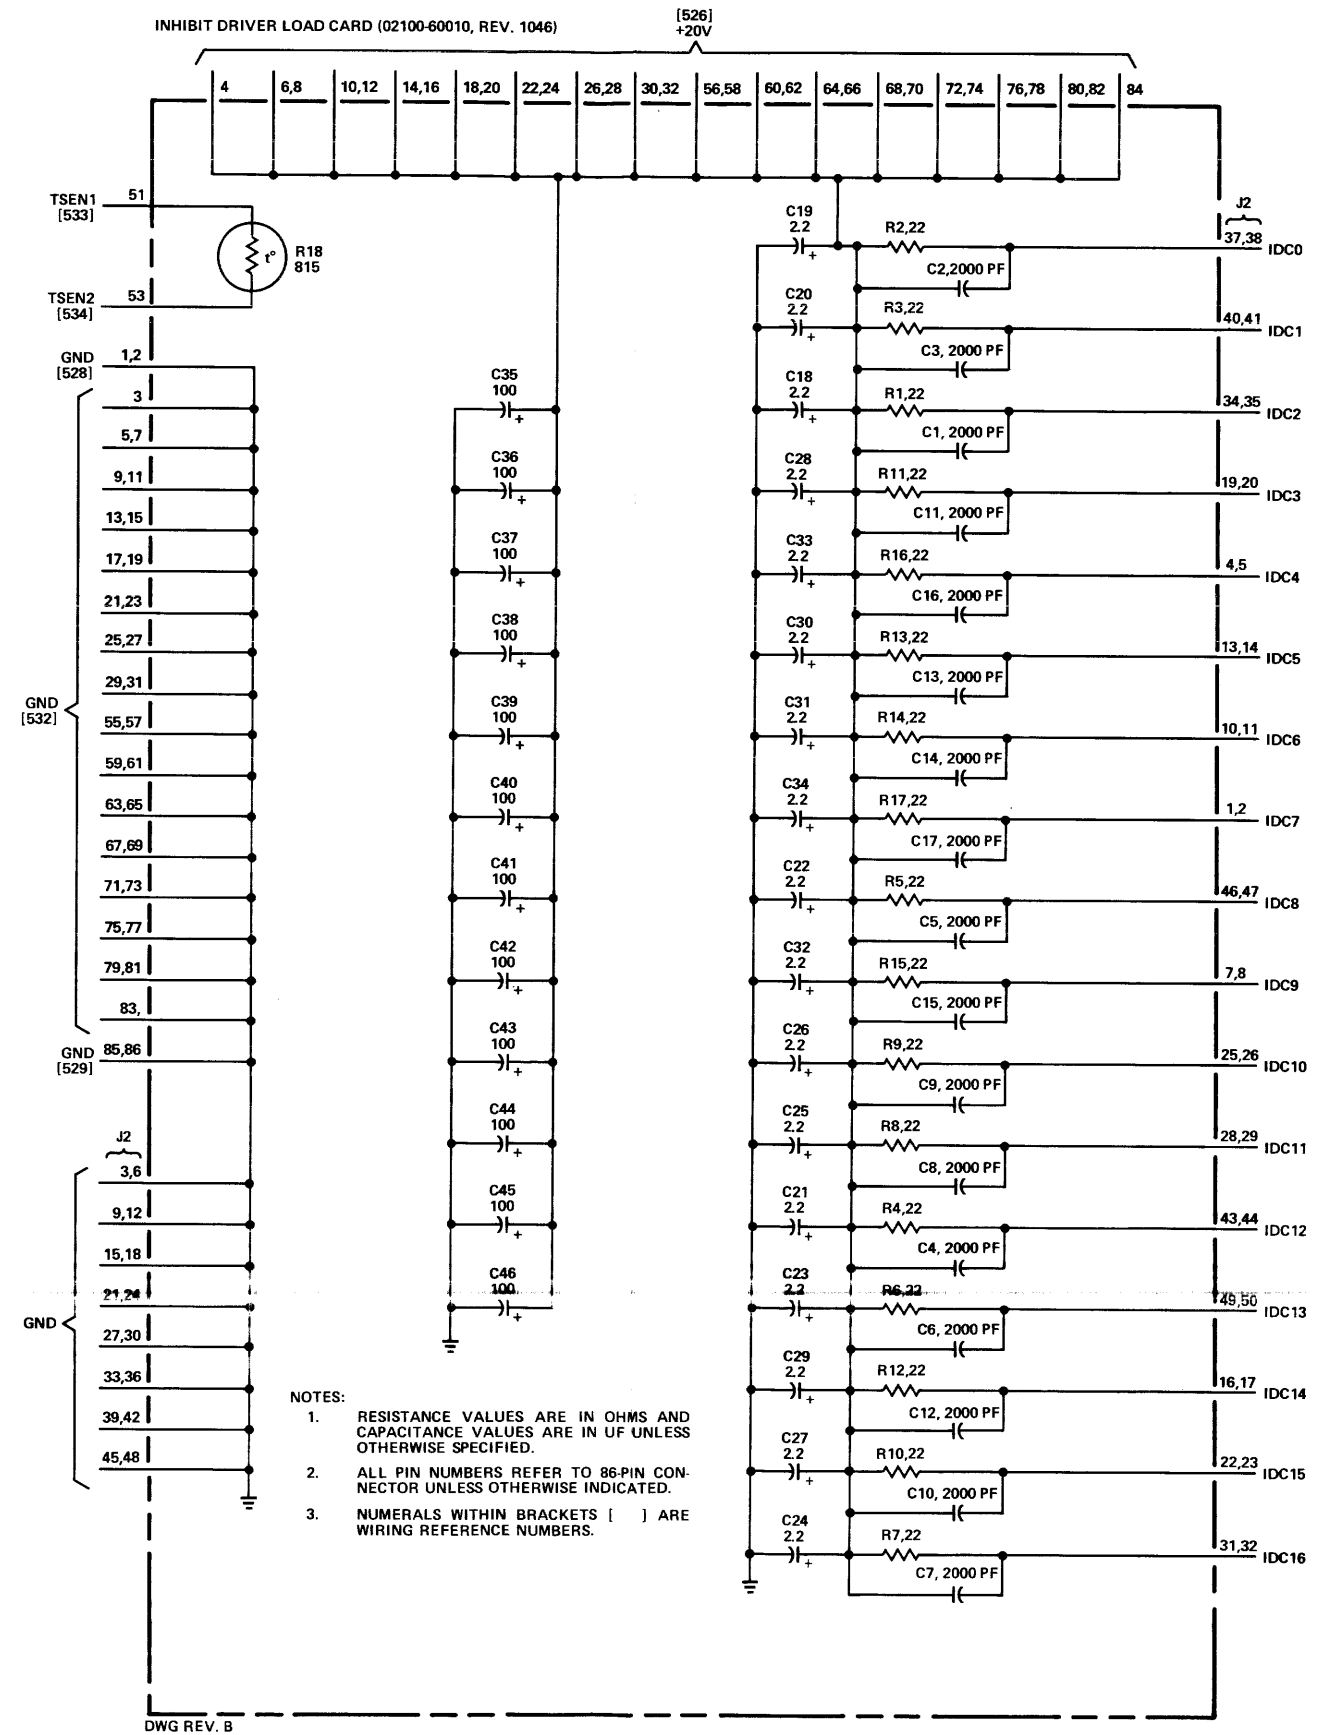 INHIBIT DRIVER LOAD CARD (02100-60010, REV. 1046)
[526]
+20V
4 6,8 10,12 14,16 18,20 22,24 26,28 30,32 56,58 60,62 64,66 68,70 72,74 76,78 80,82 84
TSEN1
[533]
51
R18
815
t°
TSEN2
[534]
53
GND
[528]
1,2
3
5,7
9,11
13,15
17,19
21,23
25,27
29,31
GND
[532]
55,57
59,61
63,65
67,69
71,73
75,77
79,81
83,
GND
[529]
85,86
J2
3,6
9,12
15,18
21,24
GND
27,30
33,36
39,42
45,48
C35
100
+
C36
100
+
C37
100
+
C38
100
+
C39
100
+
C40
100
+
C41
100
+
C42
100
+
C43
100
+
C44
100
+
C45
100
+
C46
100
+
J2
C19
2.2
+
R2,22
C2,2000 PF
37,38
IDC0
C20
2.2
+
R3,22
C3, 2000 PF
40,41
IDC1
C18
2.2
+
R1,22
C1, 2000 PF
34,35
IDC2
C28
2.2
+
R11,22
C11, 2000 PF
19,20
IDC3
C33
2.2
+
R16,22
C16, 2000 PF
4,5
IDC4
C30
2.2
+
R13,22
C13, 2000 PF
13,14
IDC5
C31
2.2
+
R14,22
C14, 2000 PF
10,11
IDC6
C34
2.2
+
R17,22
C17, 2000 PF
1,2
IDC7
C22
2.2
+
R5,22
C5, 2000 PF
46,47
IDC8
C32
2.2
+
R15,22
C15, 2000 PF
7,8
IDC9
C26
2.2
+
R9,22
C9, 2000 PF
25,26
IDC10
C25
2.2
+
R8,22
C8, 2000 PF
28,29
IDC11
C21
2.2
+
R4,22
C4, 2000 PF
43,44
IDC12
C23
2.2
+
R6,22
C6, 2000 PF
49,50
IDC13
C29
2.2
+
R12,22
C12, 2000 PF
16,17
IDC14
C27
2.2
+
R10,22
C10, 2000 PF
22,23
IDC15
C24
2.2
+
R7,22
C7, 2000 PF
31,32
IDC16
NOTES:
1. RESISTANCE VALUES ARE IN OHMS AND
CAPACITANCE VALUES ARE IN UF UNLESS
OTHERWISE SPECIFIED.
2. ALL PIN NUMBERS REFER TO 86-PIN CON-
NECTOR UNLESS OTHERWISE INDICATED.
3. NUMERALS WITHIN BRACKETS [ ] ARE
WIRING REFERENCE NUMBERS.
DWG REV. B